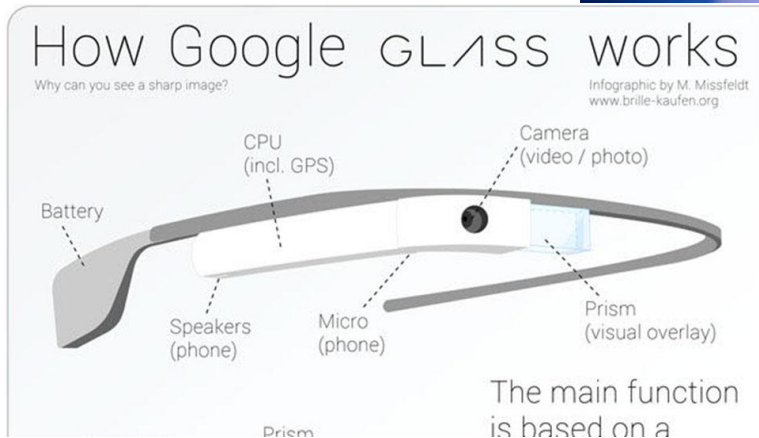 How Google GLASS works
Why can you see a sharp image?
Infographic by M. Missfeldt
www.brille-kaufen.org
Camera
(video / photo)
CPU
(incl. GPS)
Battery
Speakers
(phone)
Micro
(phone)
Prism
(visual overlay)
The main function
is based on a
Prism